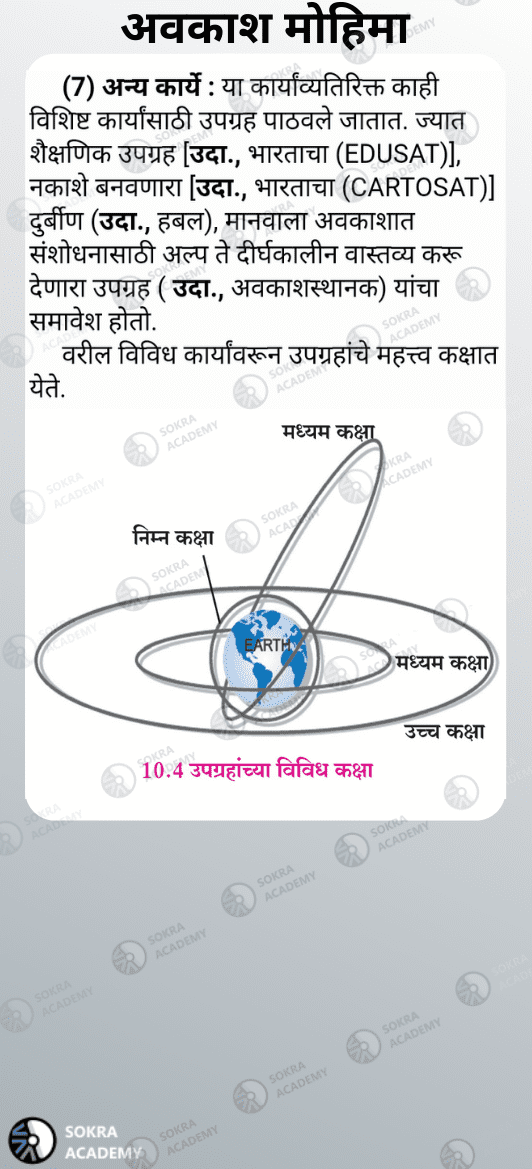 अवकाश मोहिमा
(7) अन्य कार्ये : या कार्यांव्यतिरिक्त काही
विशिष्ट कार्यांसाठी उपग्रह पाठवले जातात. ज्यात
शैक्षणिक उपग्रह [उदा., भारताचा (EDUSAT)],
नकाशे बनवणारा [उदा., भारताचा (CARTOSAT)]
दुर्बीण (उदा., हबल), मानवाला अवकाशात
संशोधनासाठी अल्प ते दीर्घकालीन वास्तव्य करू
देणारा उपग्रह ( उदा., अवकाशस्थानक) यांचा
समावेश होतो.
वरील विविध कार्यांवरून उपग्रहांचे महत्त्व कक्षात
येते.
मध्यम कक्षा
निम्न कक्षा
EARTH
मध्यम कक्षा
उच्च कक्षा
10.4 उपग्रहांच्या विविध कक्षा
SOKRA
ACADEMY